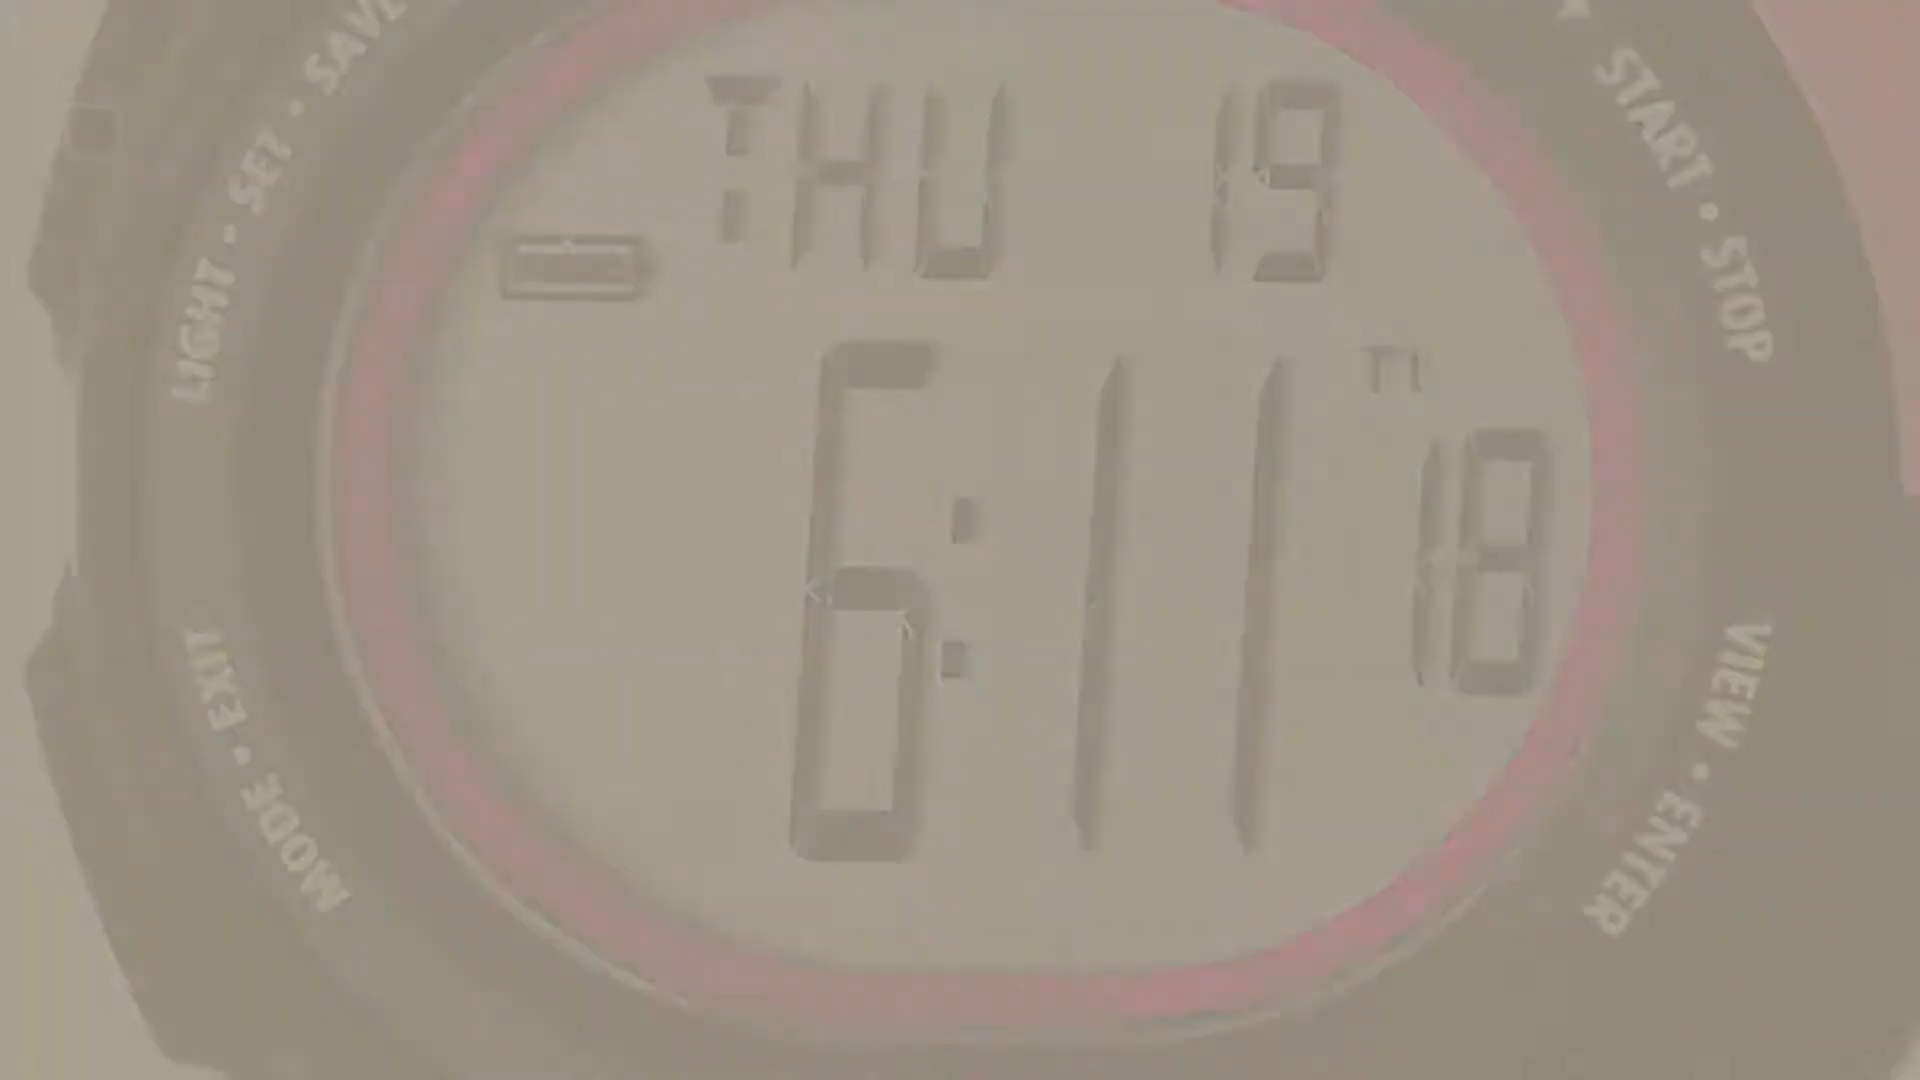 LIGHT • SET • SAVE
START • STOP
THU 19
6:11 18
MODE • EXIT
VIEW • ENTER